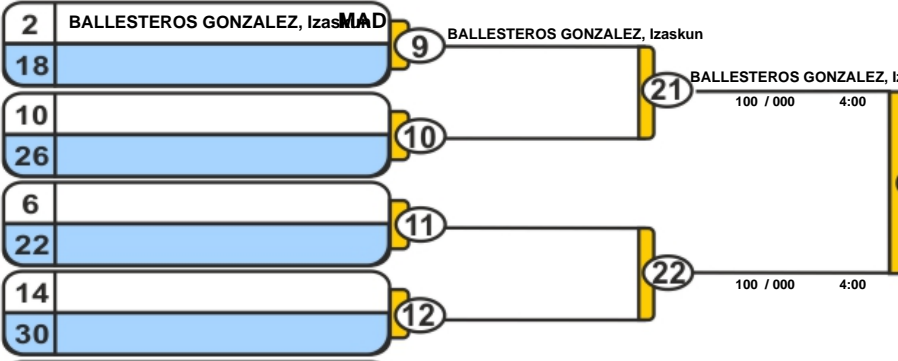 2 BALLESTEROS GONZALEZ, Izaskun MAD
18
9 BALLESTEROS GONZALEZ, Izaskun
10
26
10
21 BALLESTEROS GONZALEZ, Iz
100 / 000 4:00
6
22
11
14
30
12
22
100 / 000 4:00